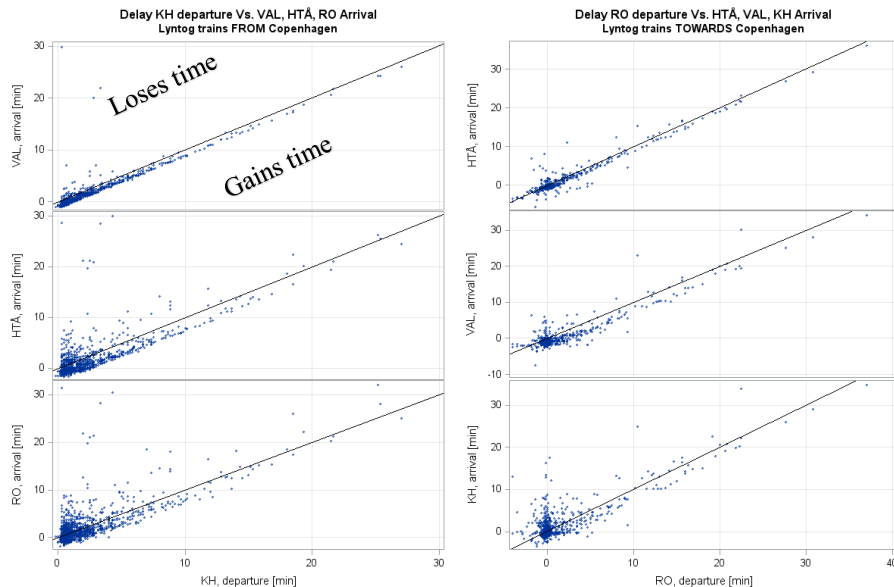 Delay KH departure Vs. VAL, HTÅ, RO Arrival
Lyntog trains FROM Copenhagen
VAL, arrival [min]
30
20
10
0
Loses time
Gains time
HTÅ, arrival [min]
30
20
10
0
RO, arrival [min]
30
20
10
0
0 10 20 30
KH, departure [min]
Delay RO departure Vs. HTÅ, VAL, KH Arrival
Lyntog trains TOWARDS Copenhagen
HTÅ, arrival [min]
30
20
10
0
VAL, arrival [min]
30
20
10
0
-10
KH, arrival [min]
30
20
10
0
0 10 20 30 40
RO, departure [min]